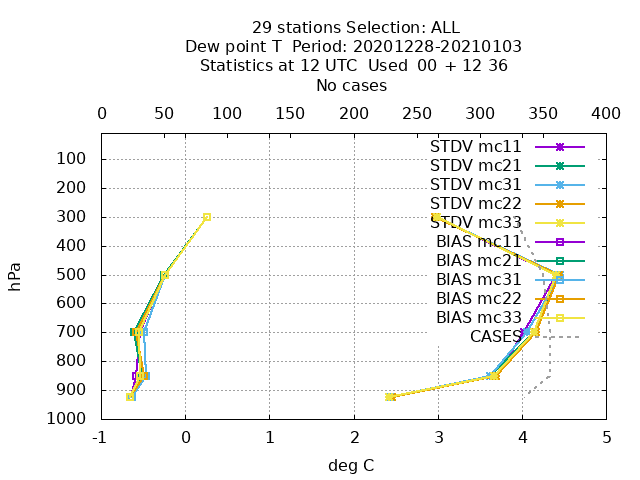 29 stations Selection: ALL
Dew point T  Period: 20201228-20210103
Statistics at 12 UTC  Used  00 + 12 36
No cases
0 50 100 150 200 250 300 350 400
STDV mc11
100
STDV mc21
STDV mc31
200
STDV mc22
300
STDV mc33
BIAS mc11
400
BIAS mc21
500
BIAS mc31
hPa
BIAS mc22
600
BIAS mc33
700
CASES
800
900
1000
-1 0 1 2 3 4 5
deg C